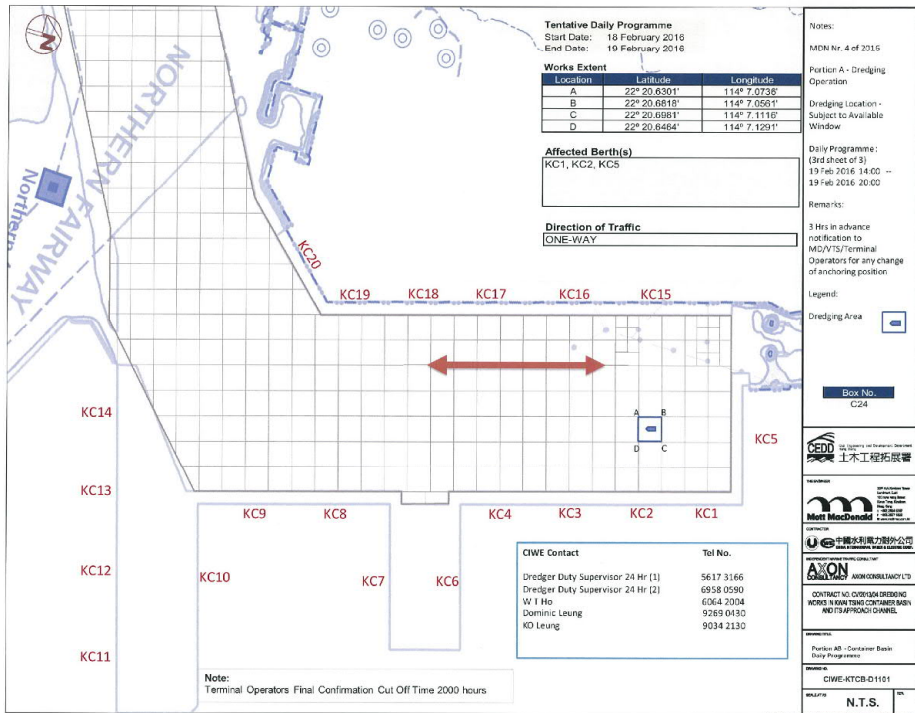 N
Tentative Daily Programme
Start Date: 18 February 2016
End Date: 19 February 2016
Works Extent
Location Latitude Longitude
A 22° 20.6301' 114° 7.0736'
B 22° 20.6818' 114° 7.0561'
C 22° 20.6981' 114° 7.1116'
D 22° 20.6464' 114° 7.1291'
Affected Berth(s)
KC1, KC2, KC5
Direction of Traffic
ONE-WAY
NORTHERN FAIRWAY
Northern
KC20
KC19 KC18 KC17 KC16 KC15
A B
D C
KC5
KC14
KC13
KC12
KC11
KC10
KC9 KC8
KC7 KC6
KC4 KC3 KC2 KC1
CIWE Contact Tel No.
Dredger Duty Supervisor 24 Hr (1) 5617 3166
Dredger Duty Supervisor 24 Hr (2) 6958 0590
W T Ho 6064 2004
Dominic Leung 9269 0430
KO Leung 9034 2130
Note:
Terminal Operators Final Confirmation Cut Off Time 2000 hours
Notes:
MDN Nr. 4 of 2016
Portion A - Dredging
Operation
Dredging Location -
Subject to Available
Window
Daily Programme:
(3rd sheet of 3)
19 Feb 2016 14:00 --
19 Feb 2016 20:00
Remarks:
3 Hrs in advance
notification to
MD/VTS/Terminal
Operators for any change
of anchoring position
Legend:
Dredging Area
Box No.
C24
CEDD
土木工程拓展署
THE ENGINEER
Mott MacDonald
CONTRACTOR
中國水利電力對外公司
AXON
CONSULTANCY
AXON CONSULTANCY LTD
CONTRACT NO. CV/2013/04 DREDGING
WORKS IN KWAI TSING CONTAINER BASIN
AND ITS APPROACH CHANNEL
DRAWING TITLE
Portion AB - Container Basin
Daily Programme
DRAWING NO.
CIWE-KTCB-D1101
N.T.S.